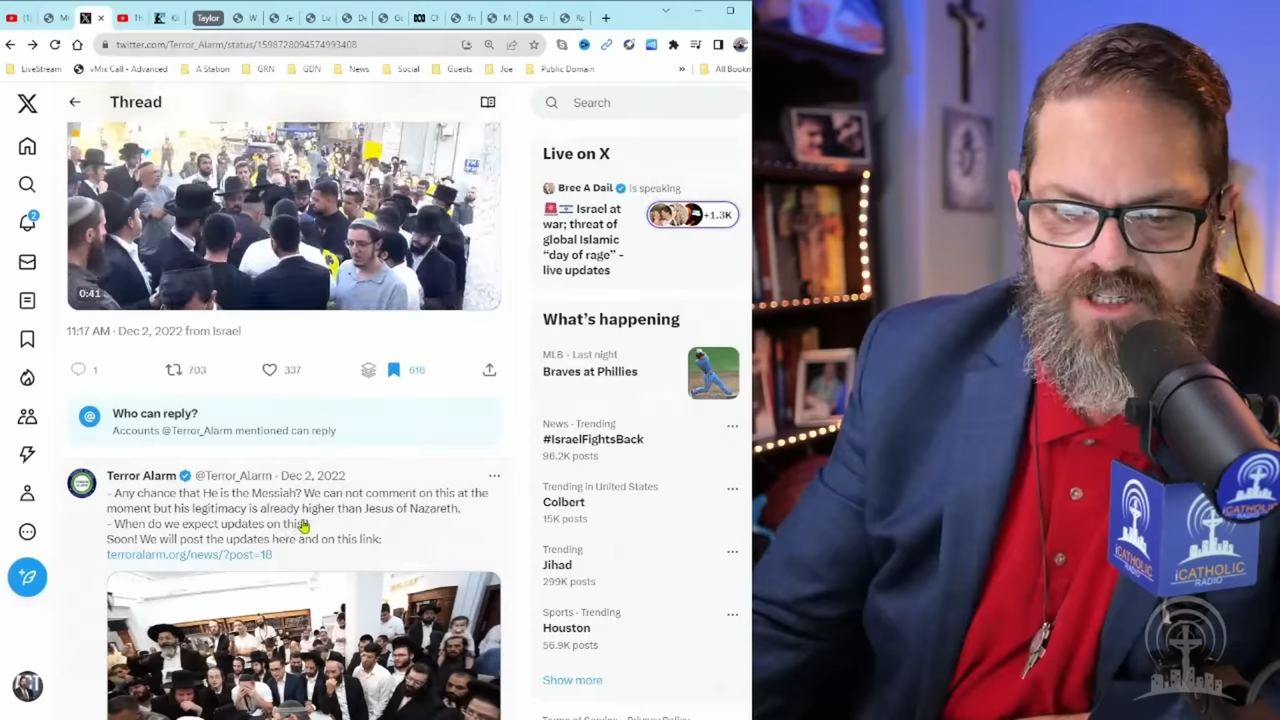 Taylor
twitter.com/Terror_Alarm/status/1598728094574993408
LiveStream
vMix Call - Advanced
A Station
GRN
GDN
News
Social
Guests
Joe
Public Domain
»
All Bookm
Thread
0:41
11:17 AM · Dec 2, 2022 from Israel
1
703
337
616
Who can reply?
Accounts @Terror_Alarm mentioned can reply
Terror Alarm @Terror_Alarm · Dec 2, 2022
- Any chance that He is the Messiah? We can not comment on this at the
moment but his legitimacy is already higher than Jesus of Nazareth.
- When do we expect updates on this
Soon! We will post the updates here and on this link:
terroralarm.org/news/?post=18
2
Search
Live on X
Bree A Dail is speaking
Israel at
war; threat of
global Islamic
“day of rage” -
live updates
+1.3K
What’s happening
MLB · Last night
Braves at Phillies
News · Trending
#IsraelFightsBack
96.2K posts
Trending in United States
Colbert
15K posts
Trending
Jihad
299K posts
Sports · Trending
Houston
56.9K posts
Show more
Terms of Service · Privacy Policy
iCATHOLIC
RADIO
iCATHOLIC
RADIO